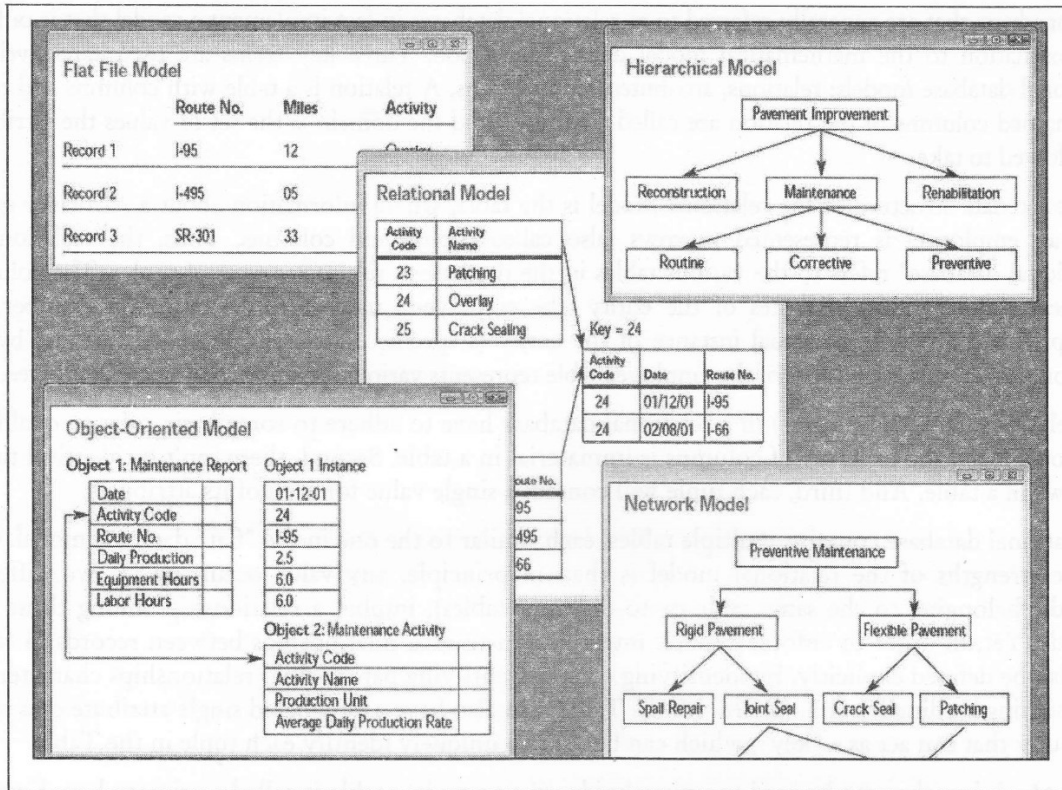 Flat File Model
Route No. Miles Activity
Record 1 I-95 12 Overlay
Record 2 I-495 05
Record 3 SR-301 33
Hierarchical Model
Pavement Improvement
Reconstruction Maintenance Rehabilitation
Routine Corrective Preventive
Relational Model
Activity Code Activity Name
23 Patching
24 Overlay
25 Crack Sealing
Key = 24
Activity Code Date Route No.
24 01/12/01 I-95
24 02/08/01 I-66
oute No.
95
495
66
Object-Oriented Model
Object 1: Maintenance Report Object 1 Instance
Date 01-12-01
Activity Code 24
Route No. I-95
Daily Production 2.5
Equipment Hours 6.0
Labor Hours 6.0
Object 2: Maintenance Activity
Activity Code
Activity Name
Production Unit
Average Daily Production Rate
Network Model
Preventive Maintenance
Rigid Pavement Flexible Pavement
Spall Repair Joint Seal Crack Seal Patching